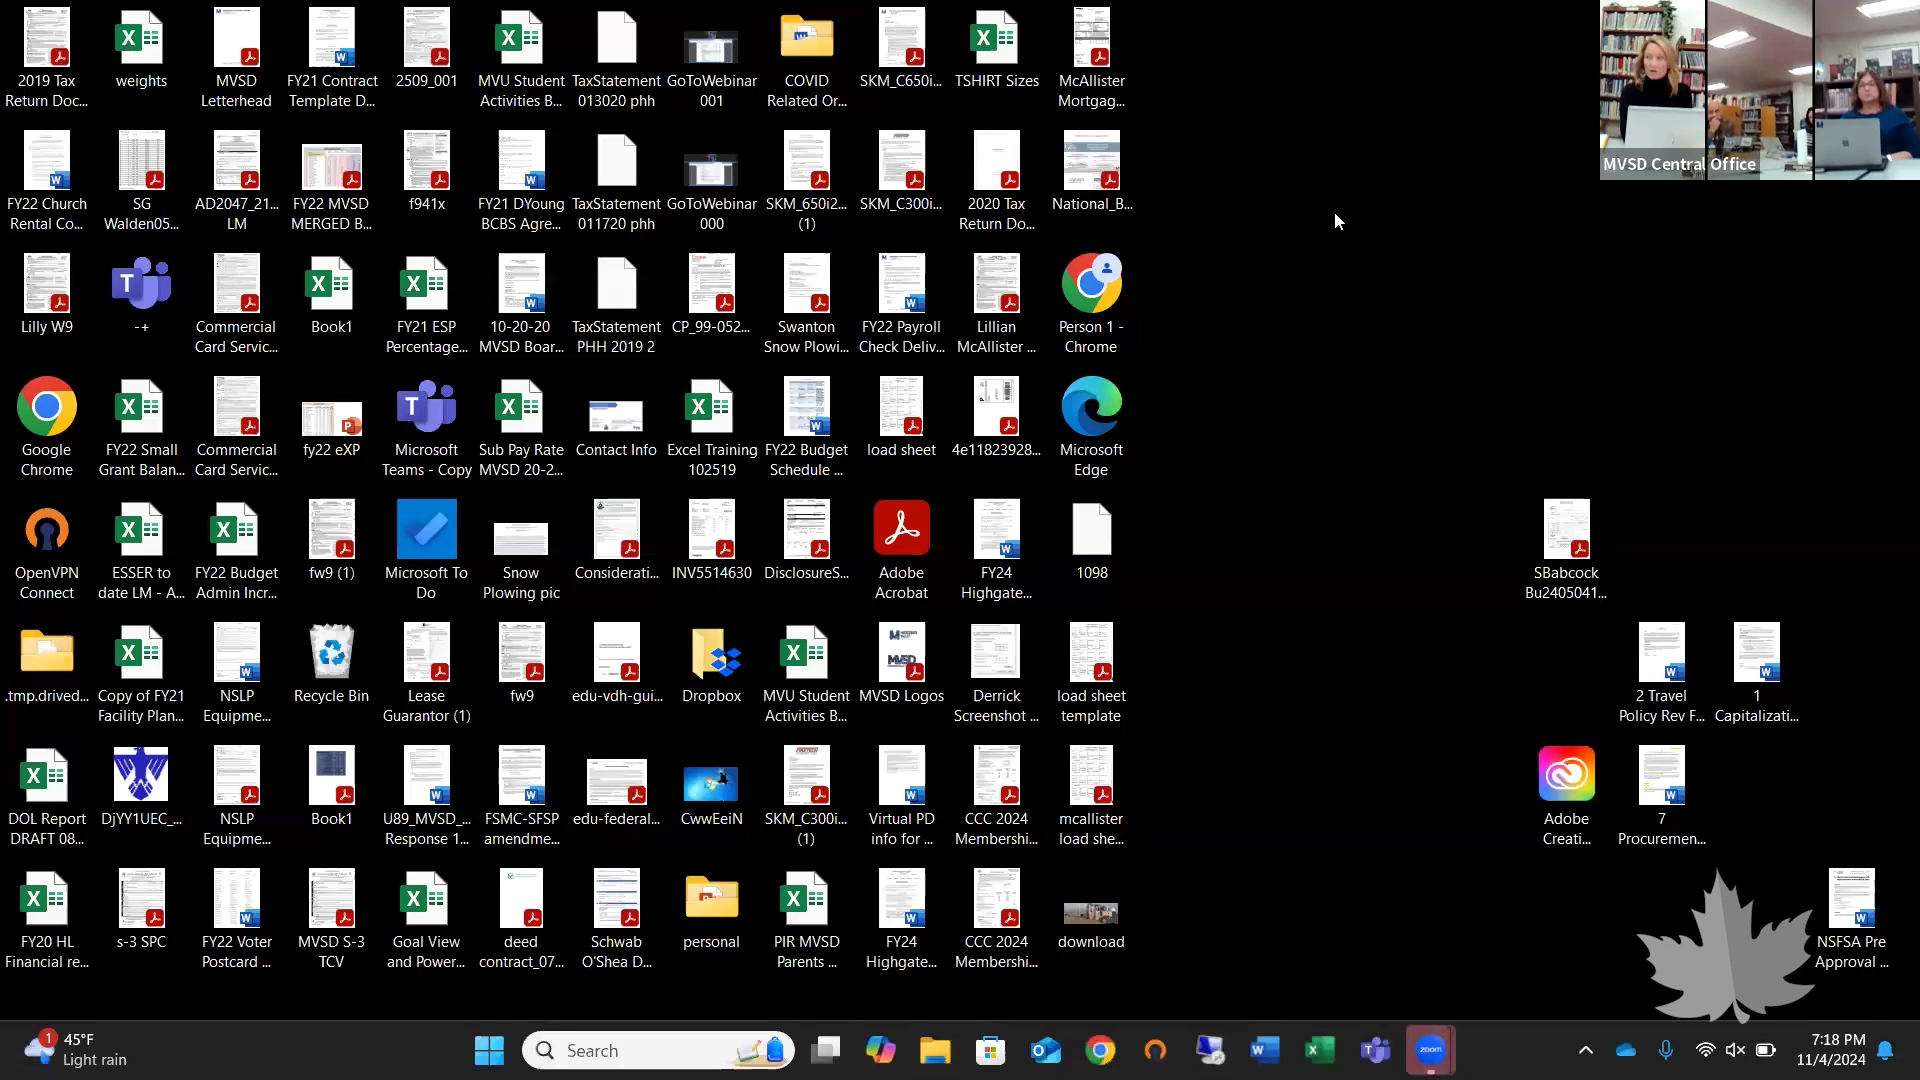 2019 Tax
Return Doc...
weights
MVSD
Letterhead
FY21 Contract
Template D...
2509_001
MVU Student
Activities B...
TaxStatement
013020 phh
GoToWebinar
001
COVID
Related Or...
SKM_C650i...
TSHIRT Sizes
McAllister
Mortgag...
MVSD Central Office
FY22 Church
Rental Co...
SG
Walden05...
AD2047_21...
LM
FY22 MVSD
MERGED B...
f941x
FY21 DYoung
BCBS Agre...
TaxStatement
011720 phh
GoToWebinar
000
SKM_650i2...
(1)
SKM_C300i...
2020 Tax
Return Do...
National_B...
Lilly W9
-+
Commercial
Card Servic...
Book1
FY21 ESP
Percentage...
10-20-20
MVSD Boar...
TaxStatement
PHH 2019 2
CP_99-052...
Swanton
Snow Plowi...
FY22 Payroll
Check Deliv...
Lillian
McAllister ...
Person 1 -
Chrome
Google
Chrome
FY22 Small
Grant Balan...
Commercial
Card Servic...
fy22 eXP
Microsoft
Teams - Copy
Sub Pay Rate
MVSD 20-2...
Contact Info
Excel Training
102519
FY22 Budget
Schedule ...
load sheet
4e11823928...
Microsoft
Edge
OpenVPN
Connect
ESSER to
date LM - A...
FY22 Budget
Admin Incr...
fw9 (1)
Microsoft To
Do
Snow
Plowing pic
Considerati...
INV5514630
DisclosureS...
Adobe
Acrobat
FY24
Highgate...
1098
SBabcock
Bu2405041...
.tmp.drived...
Copy of FY21
Facility Plan...
NSLP
Equipme...
Recycle Bin
Lease
Guarantor (1)
fw9
edu-vdh-gui...
Dropbox
MVU Student
Activities B...
MVSD Logos
Derrick
Screenshot ...
load sheet
template
2 Travel
Policy Rev F...
1
Capitalizati...
DOL Report
DRAFT 08...
DjYY1UEC_...
NSLP
Equipme...
Book1
U89_MVSD_...
Response 1...
FSMC-SFSP
amendme...
edu-federal...
CwwEeiN
SKM_C300i...
(1)
Virtual PD
info for ...
CCC 2024
Membershi...
mcallister
load she...
Adobe
Creati...
7
Procuremen...
FY20 HL
Financial re...
s-3 SPC
FY22 Voter
Postcard ...
MVSD S-3
TCV
Goal View
and Power...
deed
contract_07...
Schwab
O'Shea D...
personal
PIR MVSD
Parents ...
FY24
Highgate...
CCC 2024
Membershi...
download
NSFSA Pre
Approval ...
1
45°F
Light rain
Search
zoom
7:18 PM
11/4/2024